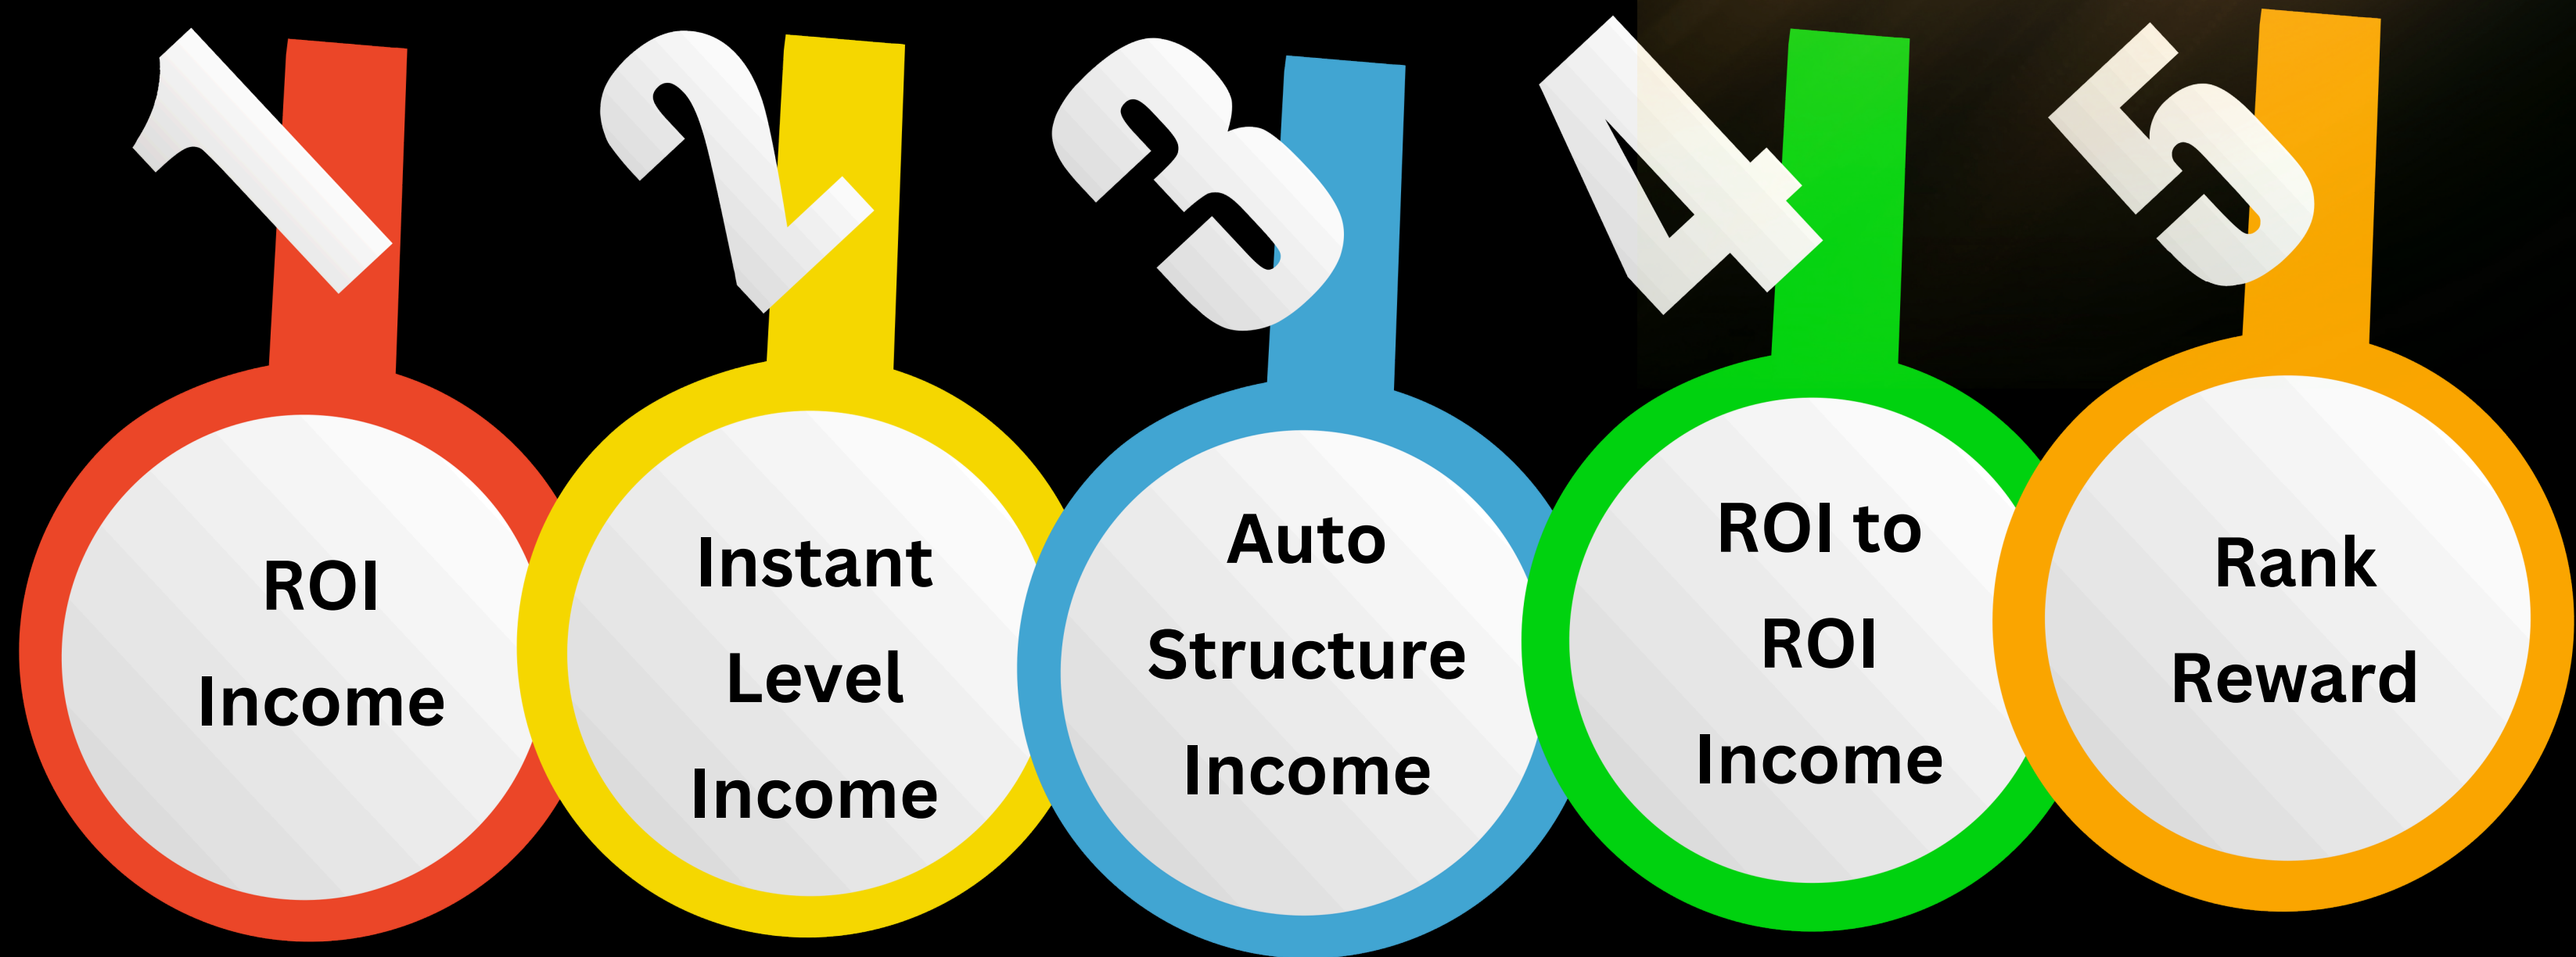 1
ROI
Income
2
Instant
Level
Income
3
Auto
Structure
Income
4
ROI to
ROI
Income
5
Rank
Reward